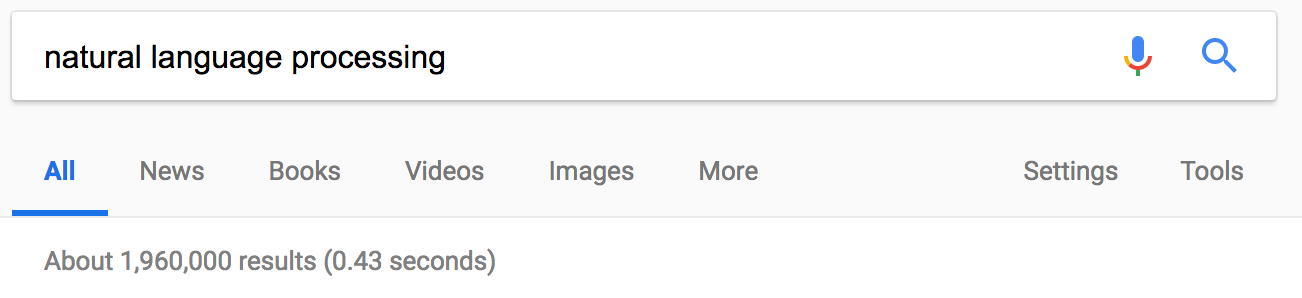 natural language processing
All News Books Videos Images More Settings Tools
About 1,960,000 results (0.43 seconds)